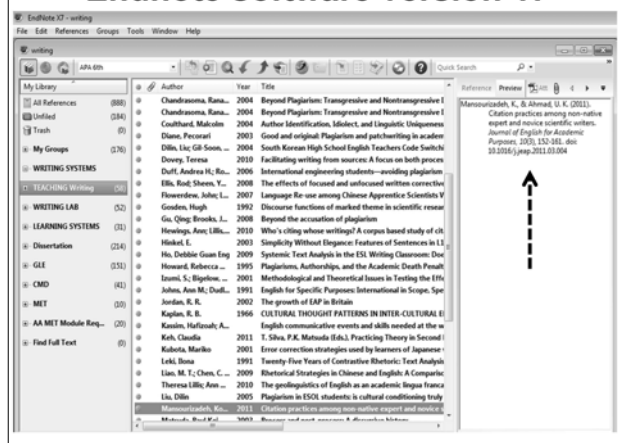 EndNote X7 - writing
File Edit References Groups Tools Window Help
writing
APA 6th
Quick Search
My Library
Author Year Title
Reference Preview
All References (888)
Unfiled (184)
Trash (0)
My Groups (176)
WRITING SYSTEMS
TEACHING Writing (58)
WRITING LAB (52)
LEARNING SYSTEMS (31)
Dissertation (214)
GLE (151)
CMD (41)
MET (10)
AA MET Module Req... (20)
Find Full Text (0)
Chandrasoma, Rana... 2004 Beyond Plagiarism: Transgressive and Nontransgressive I
Chandrasoma, Rana... 2004 Beyond Plagiarism: Transgressive and Nontransgressive I
Coulthard, Malcolm 2004 Author Identification, Idiolect, and Linguistic Uniqueness
Diane, Pecorari 2003 Good and original: Plagiarism and patchwriting in academ
Dilin, Liu; Gil-Soon, ... 2004 South Korean High School English Teachers Code Switchi
Dovey, Teresa 2010 Facilitating writing from sources: A focus on both proces
Duff, Andrea H.; Ro... 2006 International engineering students—avoiding plagiarism
Ellis, Rod; Sheen, Y... 2008 The effects of focused and unfocused written corrective
Flowerdew, John; L... 2007 Language Re-use among Chinese Apprentice Scientists V
Gosden, Hugh 1992 Discourse functions of marked theme in scientific resear
Gu, Qing; Brooks, J... 2008 Beyond the accusation of plagiarism
Hewings, Ann; Lillis,... 2010 Who's citing whose writings? A corpus based study of cit
Hinkel, E. 2003 Simplicity Without Elegance: Features of Sentences in L1
Ho, Debbie Guan Eng 2009 Systemic Text Analysis in the ESL Writing Classroom: Doe
Howard, Rebecca ... 1995 Plagiarisms, Authorships, and the Academic Death Penalt
Izumi, S.; Bigelow, ... 2001 Methodological and Theoretical Issues in Testing the Effe
Johns, Ann M.; Dudl... 1991 English for Specific Purposes: International in Scope, Spe
Jordan, R. R. 2002 The growth of EAP in Britain
Kaplan, R. B. 1966 CULTURAL THOUGHT PATTERNS IN INTER-CULTURAL E
Kassim, Hafizoah; A... English communicative events and skills needed at the w
Keh, Claudia 2011 T. Silva, P.K. Matsuda (Eds.), Practicing Theory in Second
Kubota, Mariko 2001 Error correction strategies used by learners of Japanese
Leki, Ilona 1991 Twenty-Five Years of Contrastive Rhetoric: Text Analysis
Liao, M. T.; Chen, C. ... 2009 Rhetorical Strategies in Chinese and English: A Comparisc
Theresa Lillis; Ann ... 2010 The geolinguistics of English as an academic lingua franca
Liu, Dilin 2005 Plagiarism in ESOL students: is cultural conditioning truly
Mansourizadeh, Ko... 2011 Citation practices among non-native expert and novice s
Mansourizadeh, K., & Ahmad, U. K. (2011).
Citation practices among non-native
expert and novice scientific writers.
Journal of English for Academic
Purposes, 10(3), 152-161. doi:
10.1016/j.jeap.2011.03.004